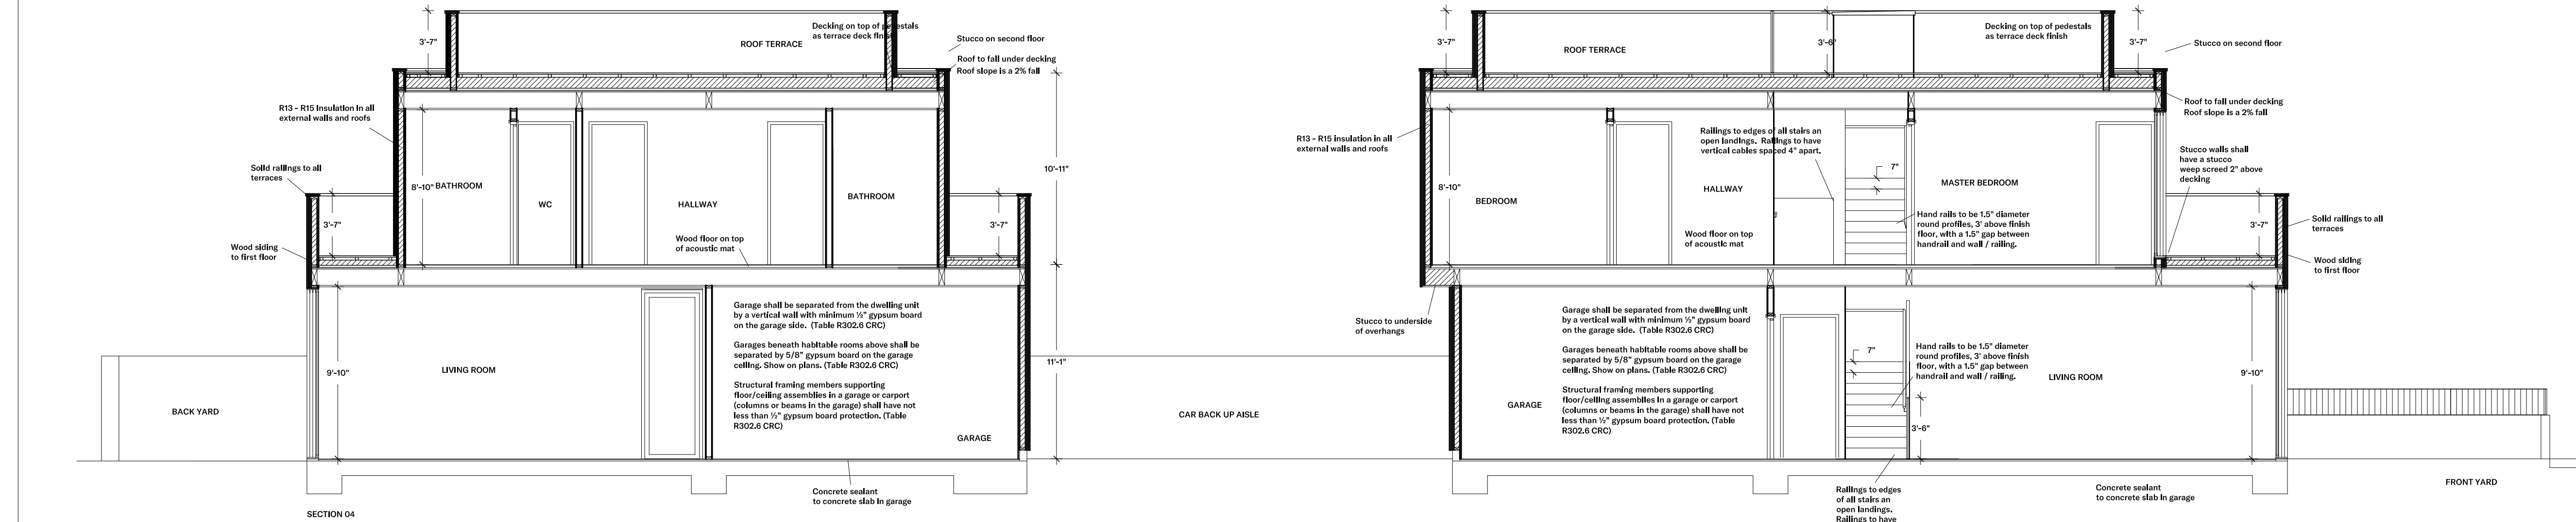 3'-7"
ROOF TERRACE
Decking on top of pedestals
as terrace deck finish
Stucco on second floor
Roof to fall under decking
Roof slope is a 2% fall
R13 - R15 insulation in all
external walls and roofs
Solid railings to all
terraces
8'-10"
BATHROOM
WC
HALLWAY
BATHROOM
10'-11"
3'-7"
3'-7"
Wood siding
to first floor
Wood floor on top
of acoustic mat
Garage shall be separated from the dwelling unit
by a vertical wall with minimum ½" gypsum board
on the garage side. (Table R302.6 CRC)
Garages beneath habitable rooms above shall be
separated by 5/8" gypsum board on the garage
ceiling. Show on plans. (Table R302.6 CRC)
Structural framing members supporting
floor/ceiling assemblies in a garage or carport
(columns or beams in the garage) shall have not
less than ½" gypsum board protection. (Table
R302.6 CRC)
9'-10"
LIVING ROOM
11'-1"
BACK YARD
GARAGE
CAR BACK UP AISLE
Concrete sealant
to concrete slab in garage
SECTION 04
3'-7"
ROOF TERRACE
3'-6"
Decking on top of pedestals
as terrace deck finish
3'-7"
Stucco on second floor
Roof to fall under decking
Roof slope is a 2% fall
R13 - R15 insulation in all
external walls and roofs
Railings to edges of all stairs an
open landings. Railings to have
vertical cables spaced 4" apart.
7"
Stucco walls shall
have a stucco
weep screed 2" above
decking
8'-10"
BEDROOM
HALLWAY
MASTER BEDROOM
Hand rails to be 1.5" diameter
round profiles, 3' above finish
floor, with a 1.5" gap between
handrail and wall / railing.
Wood floor on top
of acoustic mat
3'-7"
Solid railings to all
terraces
Wood siding
to first floor
Stucco to underside
of overhangs
Garage shall be separated from the dwelling unit
by a vertical wall with minimum ½" gypsum board
on the garage side. (Table R302.6 CRC)
Garages beneath habitable rooms above shall be
separated by 5/8" gypsum board on the garage
ceiling. Show on plans. (Table R302.6 CRC)
Structural framing members supporting
floor/ceiling assemblies in a garage or carport
(columns or beams in the garage) shall have not
less than ½" gypsum board protection. (Table
R302.6 CRC)
GARAGE
7"
Hand rails to be 1.5" diameter
round profiles, 3' above finish
floor, with a 1.5" gap between
handrail and wall / railing.
LIVING ROOM
9'-10"
3'-6"
Railings to edges
of all stairs an
open landings.
Railings to have
Concrete sealant
to concrete slab in garage
FRONT YARD